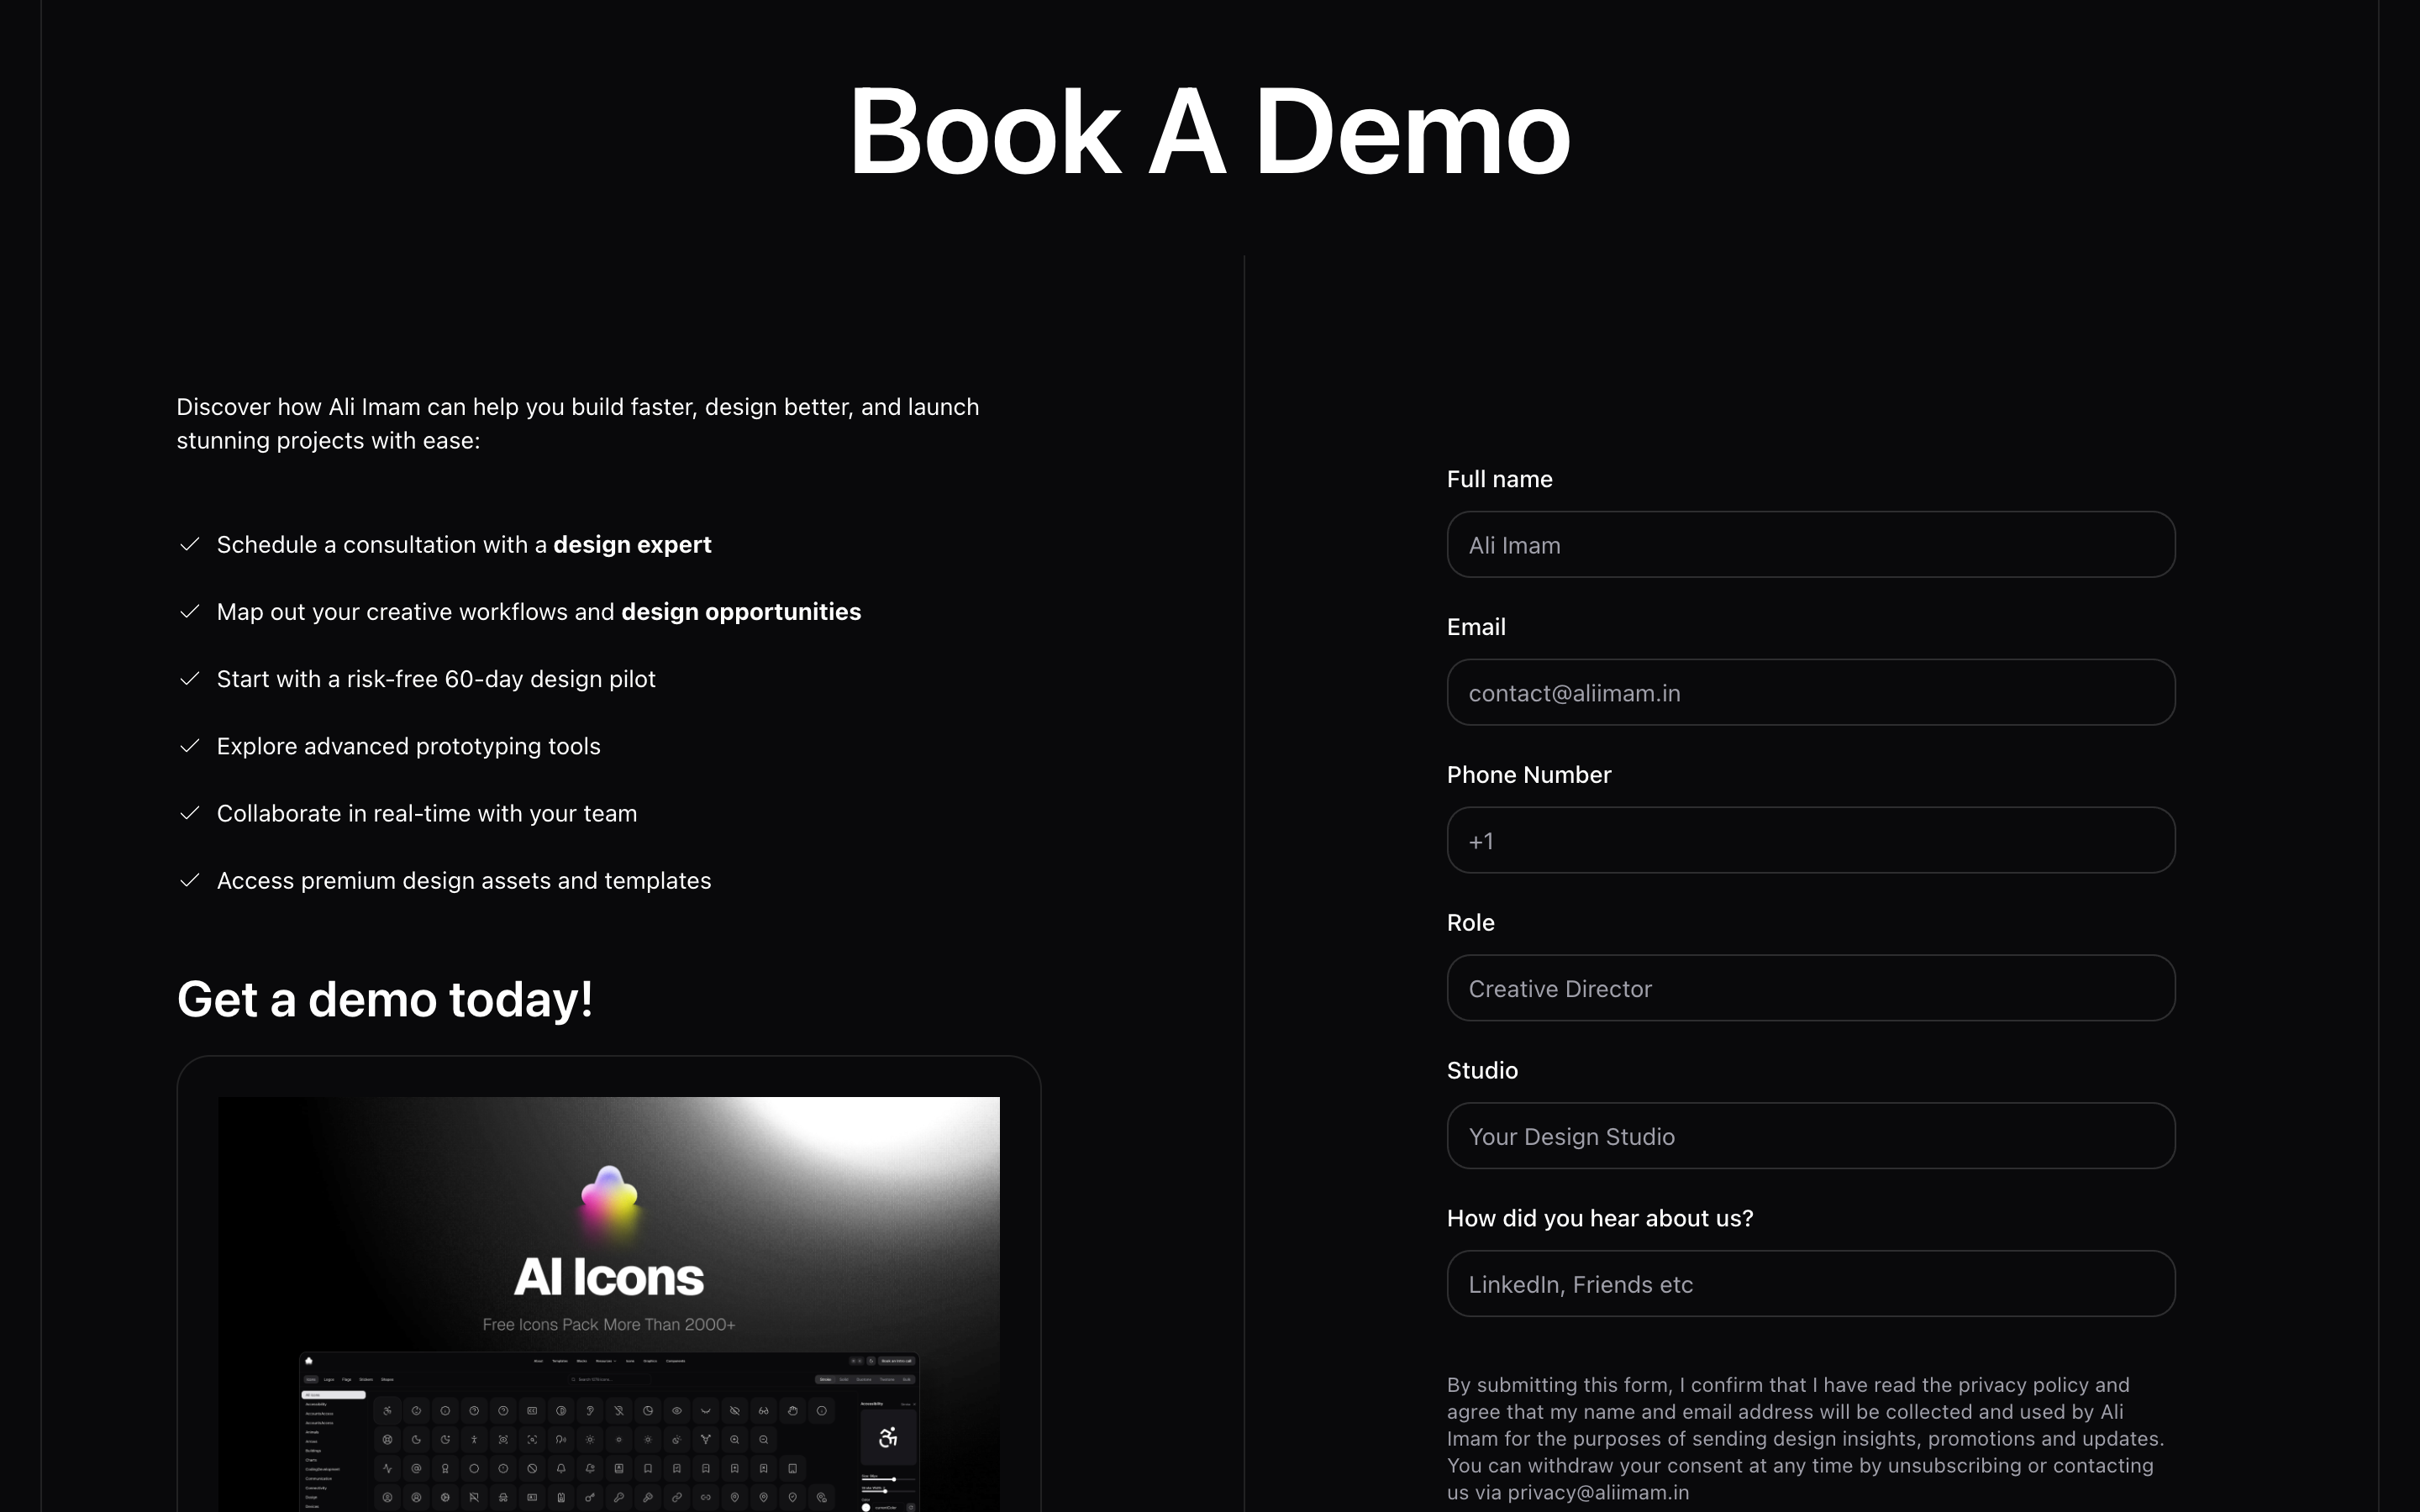 Book A Demo
Discover how Ali Imam can help you build faster, design better, and launch
stunning projects with ease:
Schedule a consultation with a design expert
Map out your creative workflows and design opportunities
Start with a risk-free 60-day design pilot
Explore advanced prototyping tools
Collaborate in real-time with your team
Access premium design assets and templates
Get a demo today!
AI Icons
Free Icons Pack More Than 2000+
Full name
Ali Imam
Email
contact@aliimam.in
Phone Number
+1
Role
Creative Director
Studio
Your Design Studio
How did you hear about us?
LinkedIn, Friends etc
By submitting this form, I confirm that I have read the privacy policy and
agree that my name and email address will be collected and used by Ali
Imam for the purposes of sending design insights, promotions and updates.
You can withdraw your consent at any time by unsubscribing or contacting
us via privacy@aliimam.in